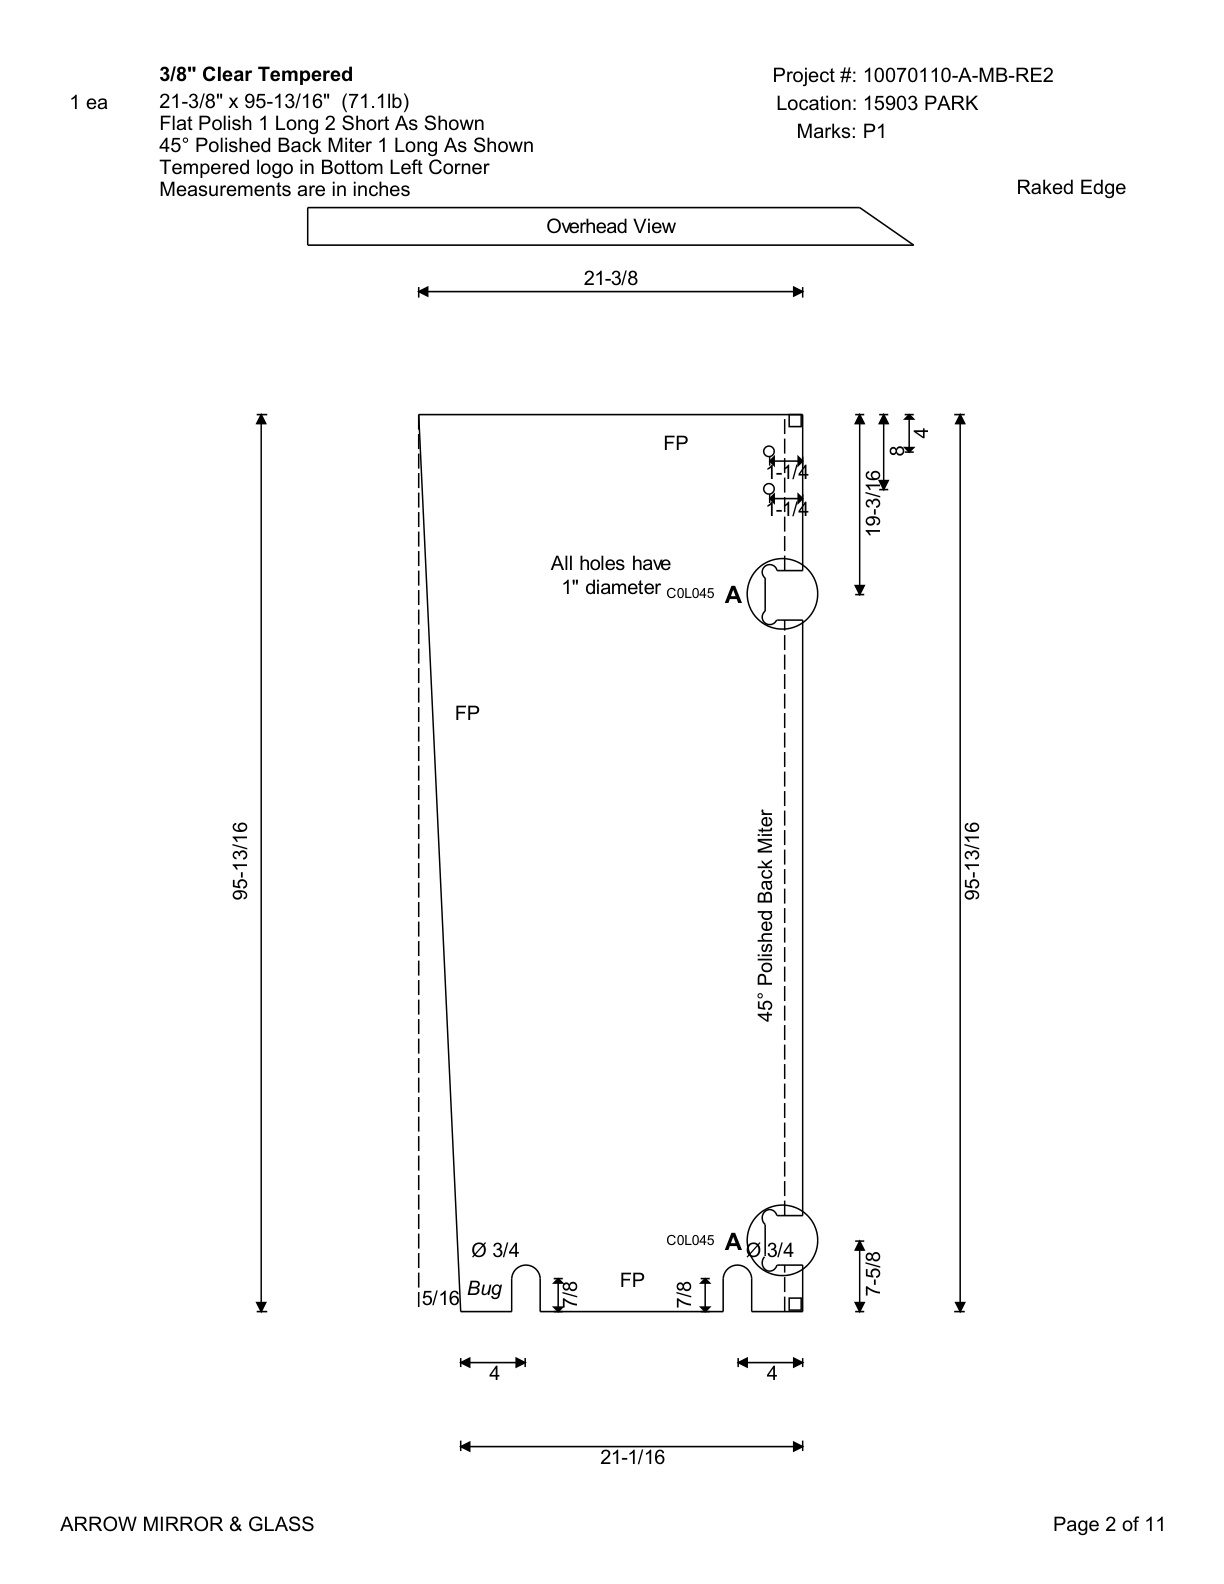 3/8" Clear Tempered
Project #: 10070110-A-MB-RE2
1 ea
21-3/8" x 95-13/16" (71.1lb)
Location: 15903 PARK
Flat Polish 1 Long 2 Short As Shown
Marks: P1
45° Polished Back Miter 1 Long As Shown
Tempered logo in Bottom Left Corner
Measurements are in inches
Raked Edge
Overhead View
21-3/8
FP
4
8
1-1/4
19-3/16
1-1/4
All holes have
1" diameter
C0L045
A
FP
95-13/16
45° Polished Back Miter
95-13/16
C0L045
A
Ø 3/4
Ø 3/4
7-5/8
FP
Bug
5/16
7/8
7/8
4
4
21-1/16
ARROW MIRROR & GLASS
Page 2 of 11